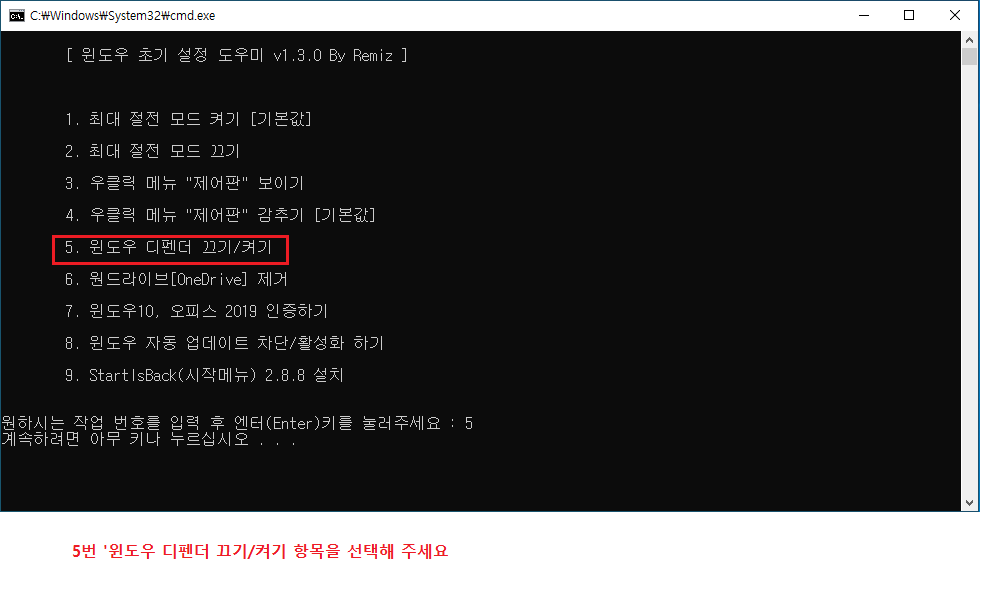 C:\Windows\System32\cmd.exe
[ 윈도우 초기 설정 도우미 v1.3.0 By Remiz ]
1. 최대 절전 모드 켜기 [기본값]
2. 최대 절전 모드 끄기
3. 우클릭 메뉴 "제어판" 보이기
4. 우클릭 메뉴 "제어판" 감추기 [기본값]
5. 윈도우 디펜더 끄기/켜기
6. 원드라이브[OneDrive] 제거
7. 윈도우10, 오피스 2019 인증하기
8. 윈도우 자동 업데이트 차단/활성화 하기
9. StartIsBack(시작메뉴) 2.8.8 설치
원하시는 작업 번호를 입력 후 엔터(Enter)키를 눌러주세요 : 5
계속하려면 아무 키나 누르십시오 . . .
5번 '윈도우 디펜더 끄기/켜기 항목을 선택해 주세요